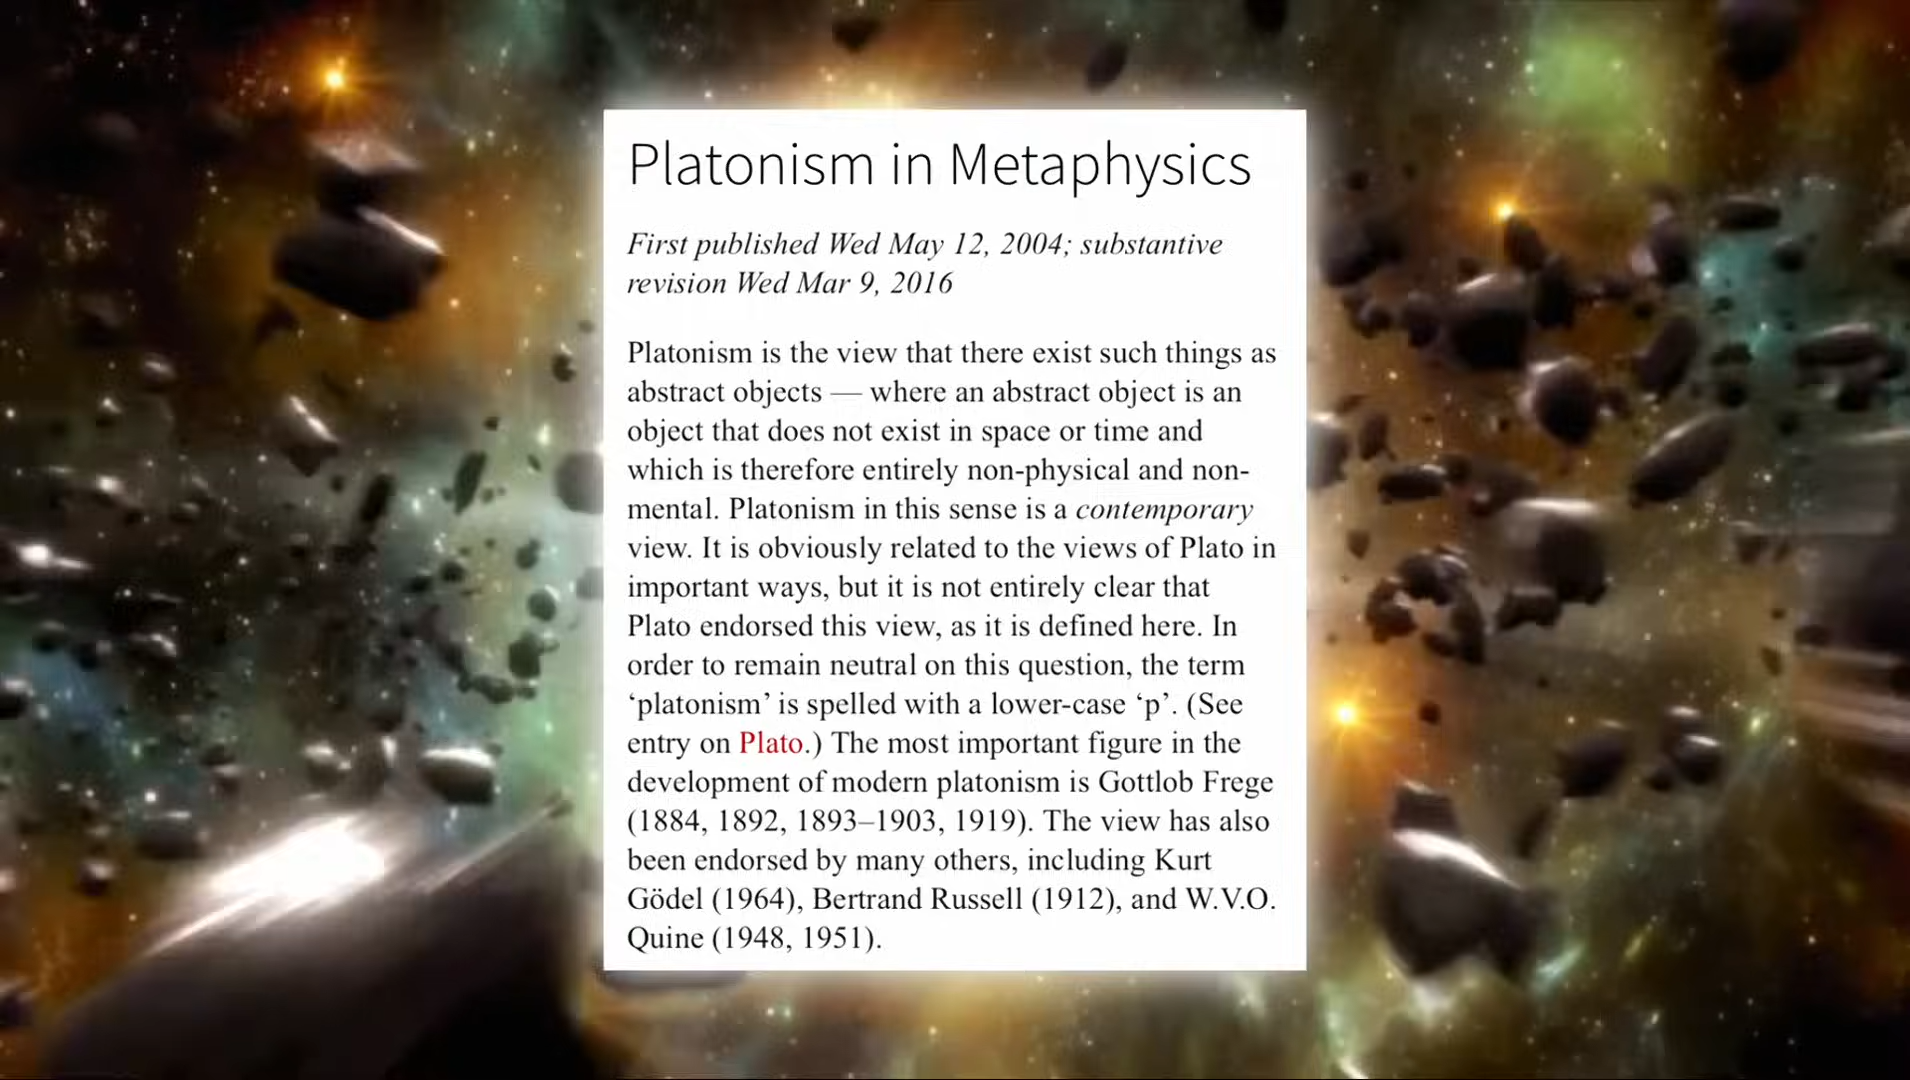 Platonism in Metaphysics
First published Wed May 12, 2004; substantive
revision Wed Mar 9, 2016
Platonism is the view that there exist such things as
abstract objects — where an abstract object is an
object that does not exist in space or time and
which is therefore entirely non-physical and non-
mental. Platonism in this sense is a contemporary
view. It is obviously related to the views of Plato in
important ways, but it is not entirely clear that
Plato endorsed this view, as it is defined here. In
order to remain neutral on this question, the term
‘platonism’ is spelled with a lower-case ‘p’. (See
entry on Plato.) The most important figure in the
development of modern platonism is Gottlob Frege
(1884, 1892, 1893–1903, 1919). The view has also
been endorsed by many others, including Kurt
Gödel (1964), Bertrand Russell (1912), and W.V.O.
Quine (1948, 1951).